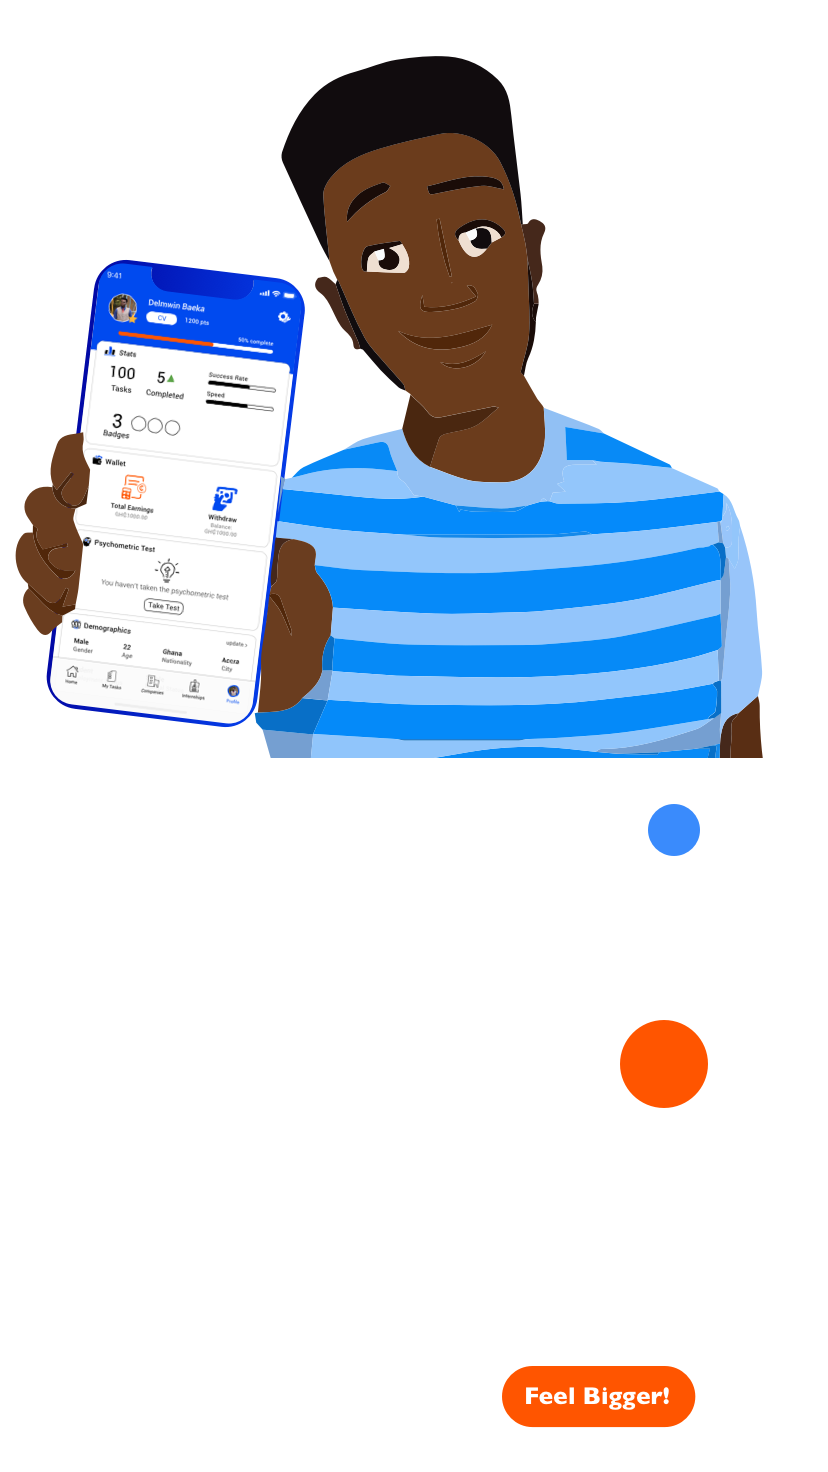 9:41
Delmwin Baeka
CV 1200 pts
50% complete
Stats
100 5 Success Rate
Tasks Completed Speed
3
Badges
Wallet
Total Earnings Withdraw
GH₵1000.00 Balance:
GH₵1000.00
Psychometric Test
You haven't taken the psychometric test
Take Test
Demographics update >
Male 22 Ghana Accra
Gender Age Nationality City
Home My Tasks Companies Internships Profile
Feel Bigger!